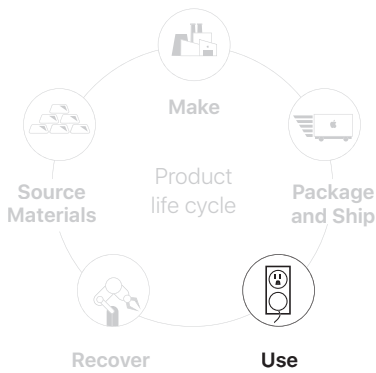 Make
Source
Materials
Product
life cycle
Package
and Ship
Recover
Use